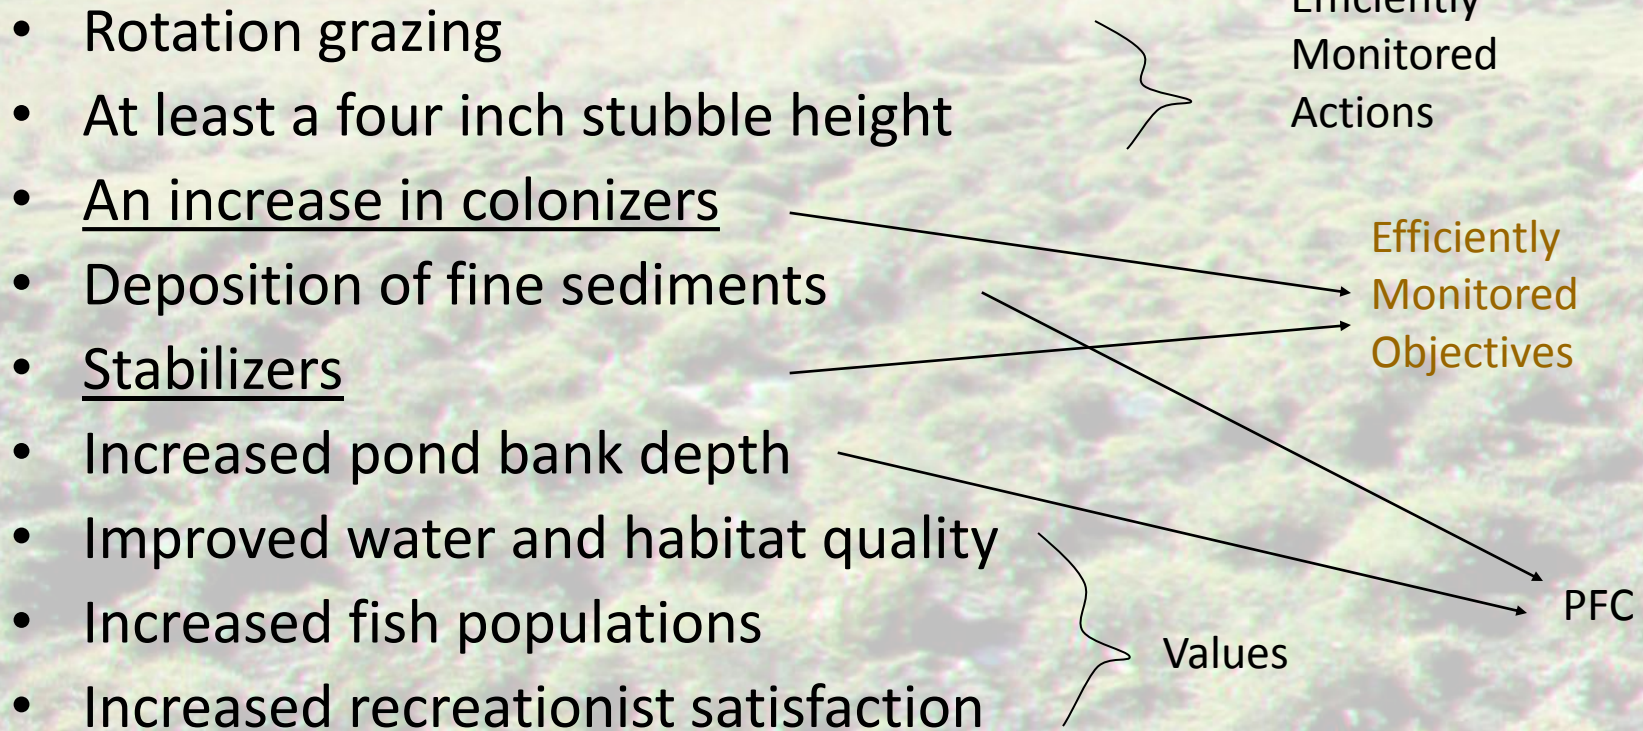 • Rotation grazing
• At least a four inch stubble height
• An increase in colonizers
• Deposition of fine sediments
• Stabilizers
• Increased pond bank depth
• Improved water and habitat quality
• Increased fish populations
• Increased recreationist satisfaction
Efficiently
Monitored
Actions
Efficiently
Monitored
Objectives
PFC
Values